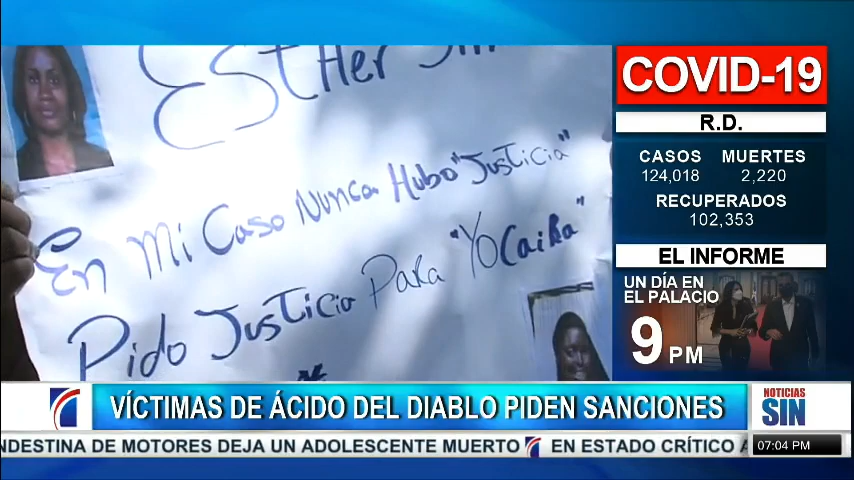 ESTHER
En Mi Caso Nunca Hubo "Justicia"
Pido Justicia Para "Yocaira"
COVID-19
R.D.
CASOS MUERTES
124,018 2,220
RECUPERADOS
102,353
EL INFORME
UN DÍA EN
EL PALACIO
9 PM
VÍCTIMAS DE ÁCIDO DEL DIABLO PIDEN SANCIONES
NOTICIAS
SIN
NDESTINA DE MOTORES DEJA UN ADOLESCENTE MUERTO EN ESTADO CRÍTICO A
07:04 PM